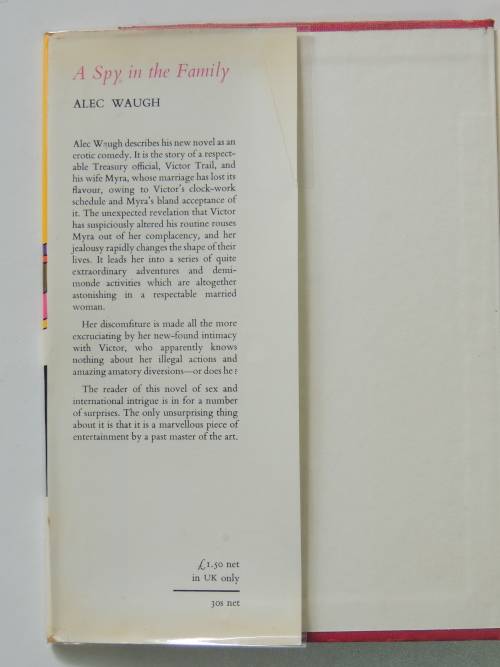 A Spy in the Family
ALEC WAUGH
Alec Waugh describes his new novel as an
erotic comedy. It is the story of a respect-
able Treasury official, Victor Trail, and
his wife Myra, whose marriage has lost its
flavour, owing to Victor's clock-work
schedule and Myra's bland acceptance of
it. The unexpected revelation that Victor
has suspiciously altered his routine rouses
Myra out of her complacency, and her
jealousy rapidly changes the shape of their
lives. It leads her into a series of quite
extraordinary adventures and demi-
monde activities which are altogether
astonishing in a respectable married
woman.
Her discomfiture is made all the more
excruciating by her new-found intimacy
with Victor, who apparently knows
nothing about her illegal actions and
amazing amatory diversions—or does he?
The reader of this novel of sex and
international intrigue is in for a number
of surprises. The only unsurprising thing
about it is that it is a marvellous piece of
entertainment by a past master of the art.
£1.50 net
in UK only
30s net